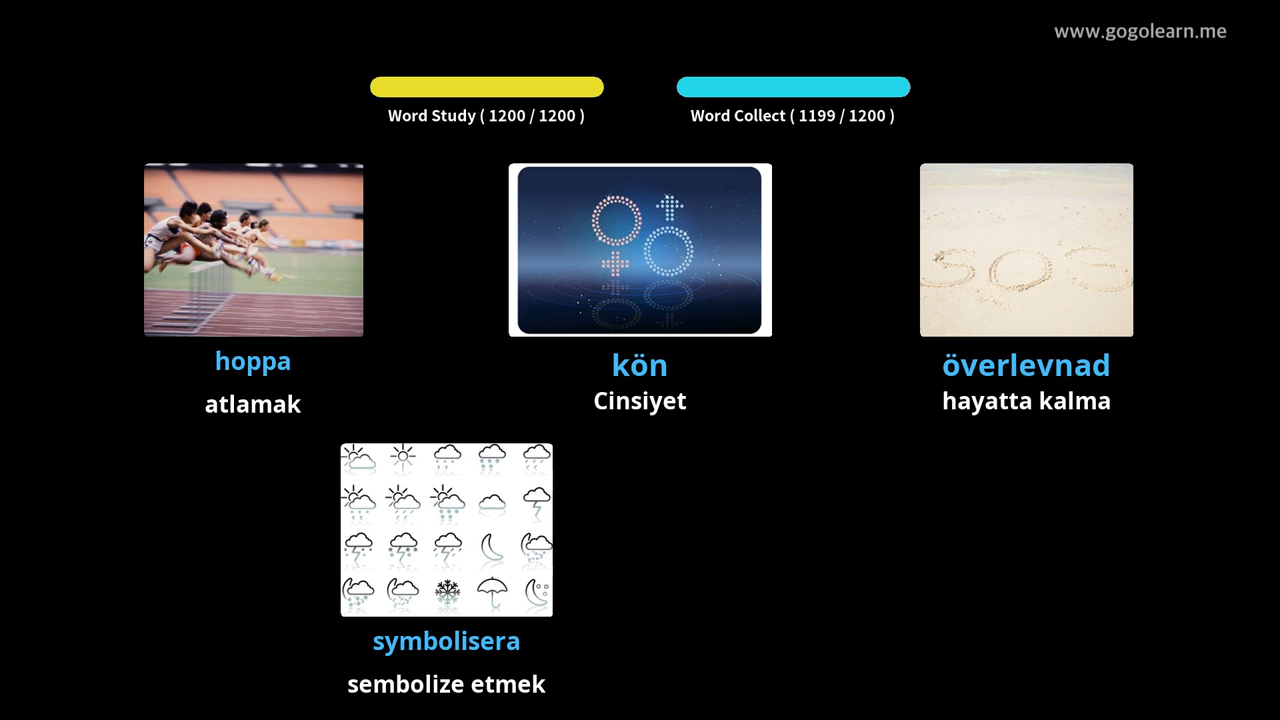 www.gogolearn.me
Word Study ( 1200 / 1200 )
Word Collect ( 1199 / 1200 )
SOS
hoppa
atlamak
kön
Cinsiyet
överlevnad
hayatta kalma
symbolisera
sembolize etmek